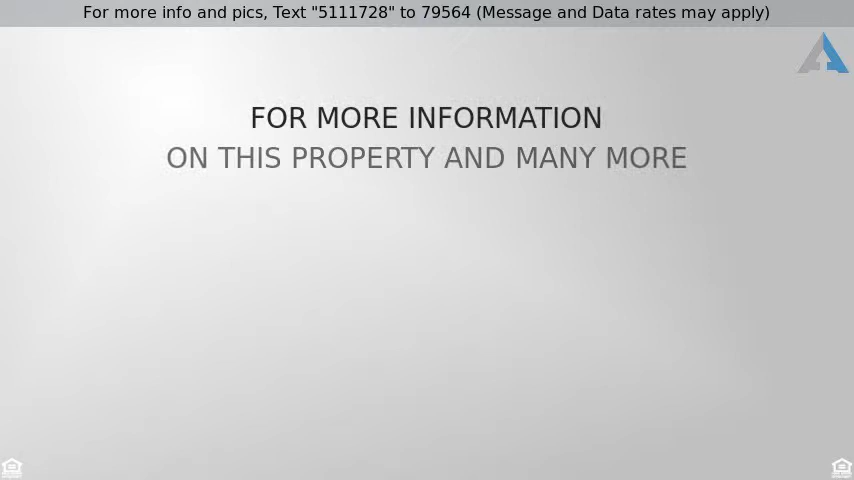 For more info and pics, Text "5111728" to 79564 (Message and Data rates may apply)
FOR MORE INFORMATION
ON THIS PROPERTY AND MANY MORE